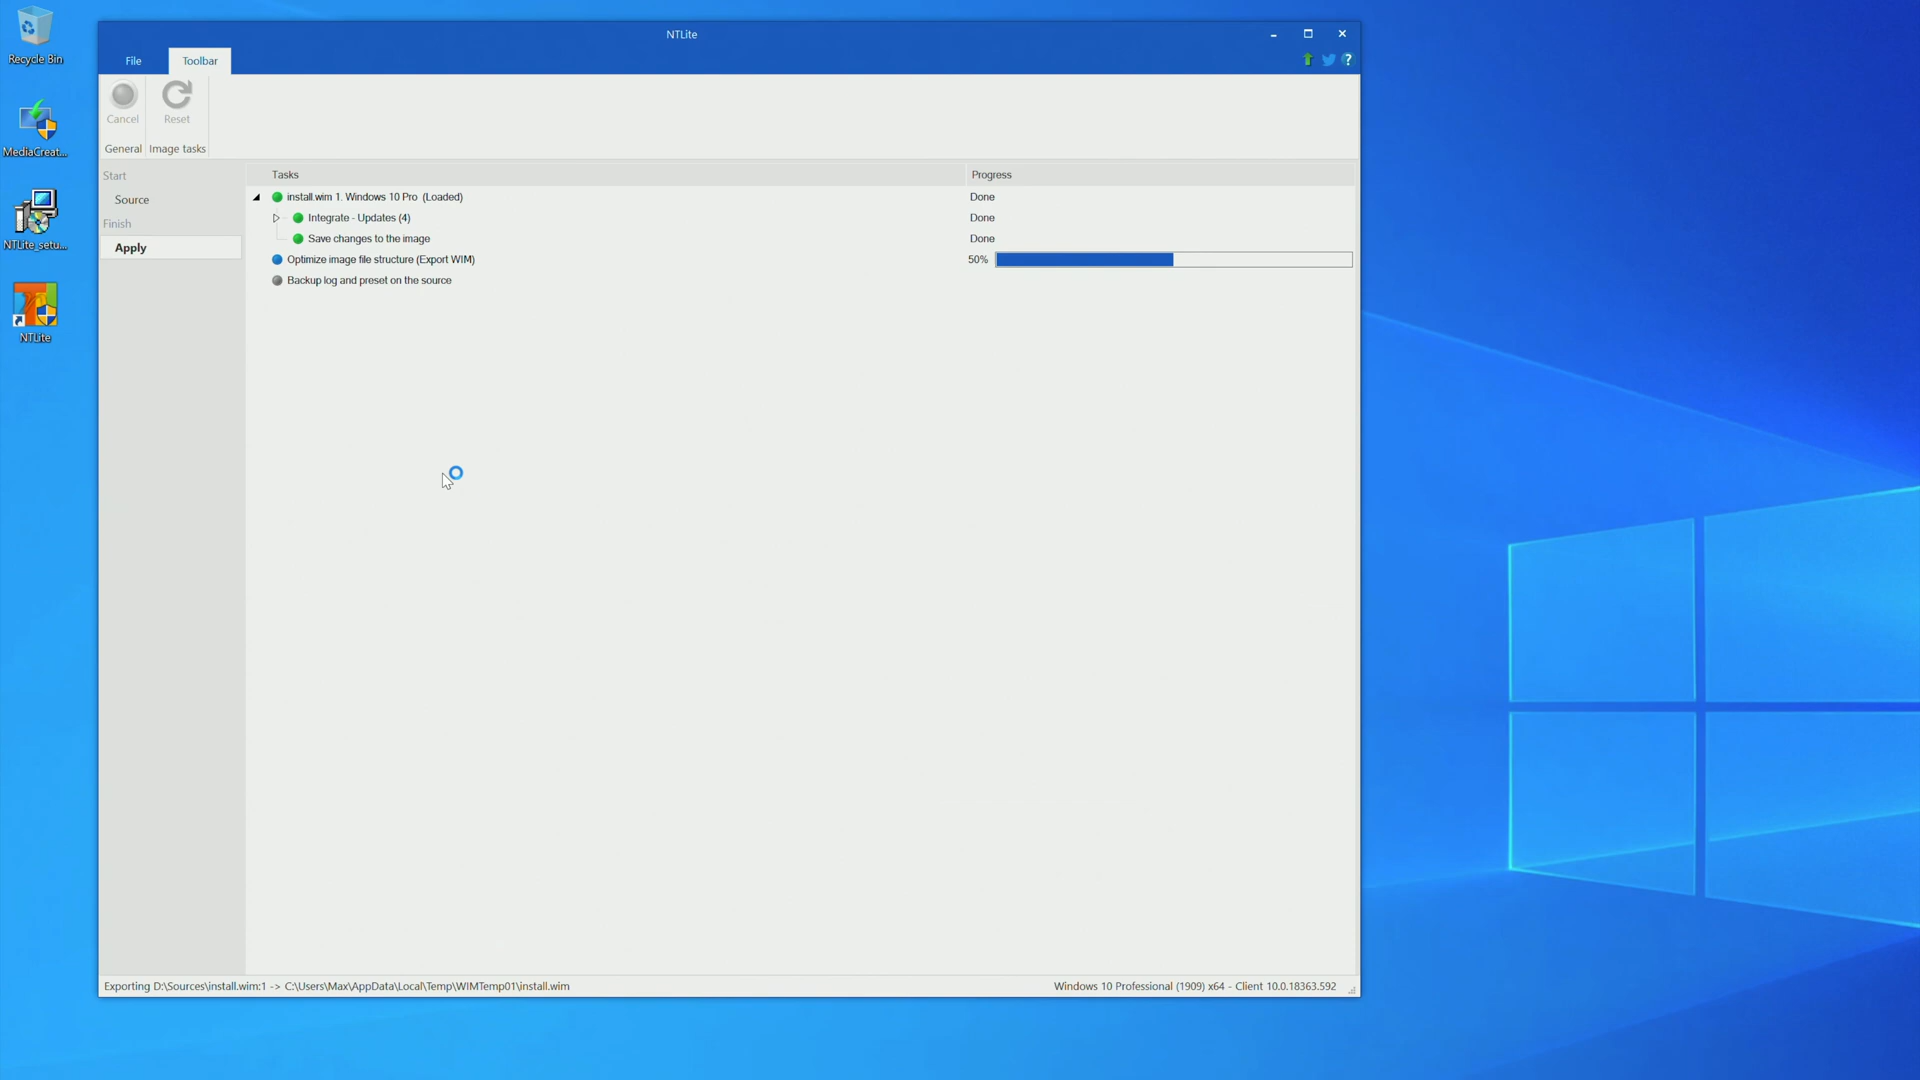 Recycle Bin
MediaCreat...
NTLite_setu...
NTLite
NTLite
File
Toolbar
?
Cancel
Reset
General
Image tasks
Start
Source
Finish
Apply
Tasks
Progress
install.wim 1. Windows 10 Pro (Loaded)
Done
Integrate - Updates (4)
Done
Save changes to the image
Done
Optimize image file structure (Export WIM)
50%
Backup log and preset on the source
Exporting D:\Sources\install.wim:1 -> C:\Users\Max\AppData\Local\Temp\WIMTemp01\install.wim
Windows 10 Professional (1909) x64 - Client 10.0.18363.592